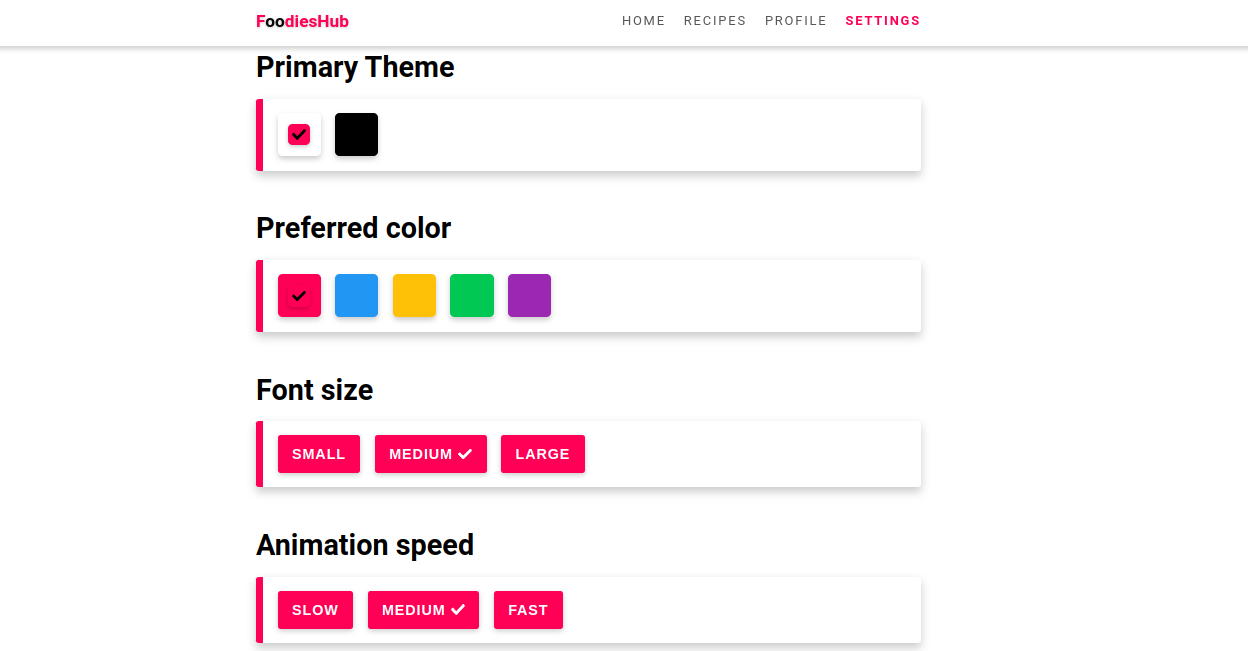 FoodiesHub HOME RECIPES PROFILE SETTINGS
Primary Theme
Preferred color
Font size
SMALL MEDIUM LARGE
Animation speed
SLOW MEDIUM FAST